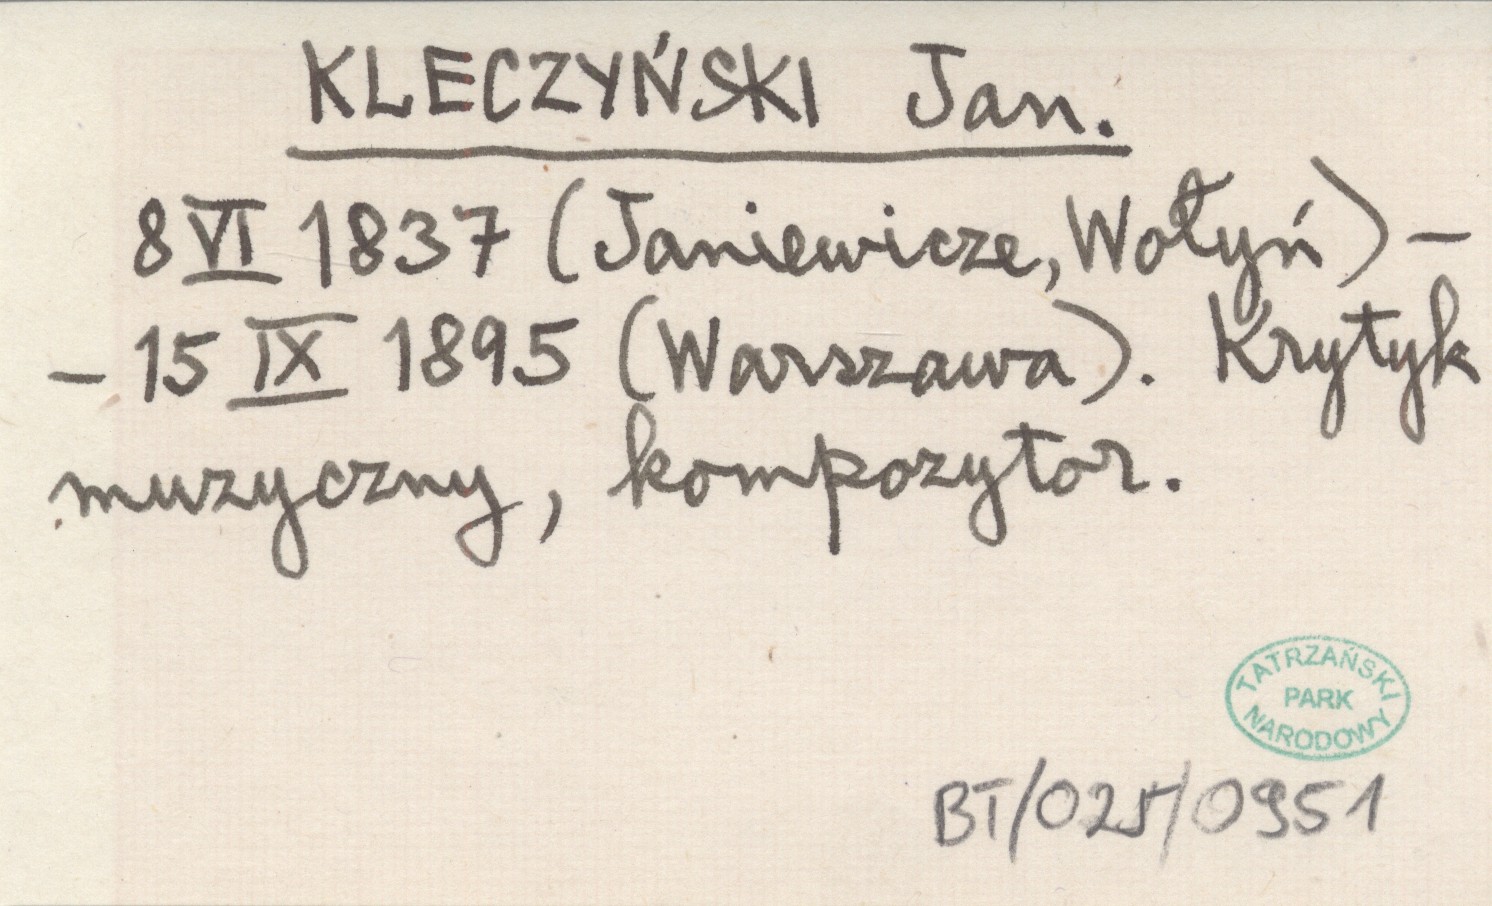 KLECZYŃSKI Jan.
8 VI 1837 (Janiewicze, Wołyń) –
– 15 IX 1895 (Warszawa). Krytyk
muzyczny, kompozytor.
TATRZAŃSKI
PARK
NARODOWY
BT/025/0951